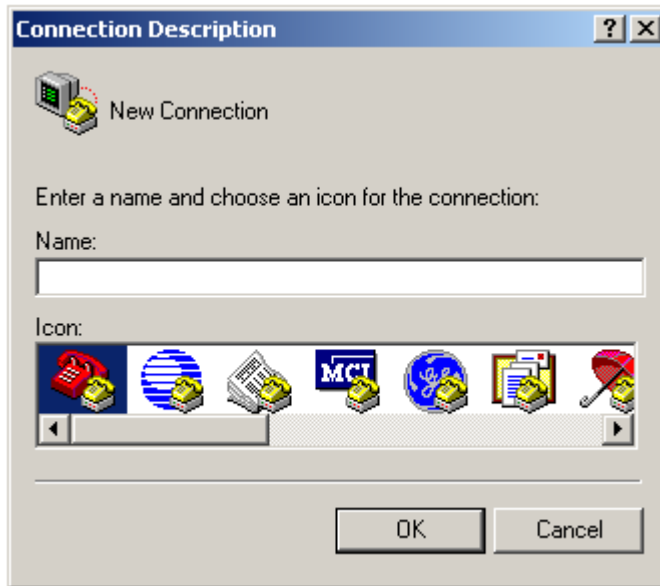 Connection Description
New Connection
Enter a name and choose an icon for the connection:
Name:
Icon:
MCI
OK
Cancel